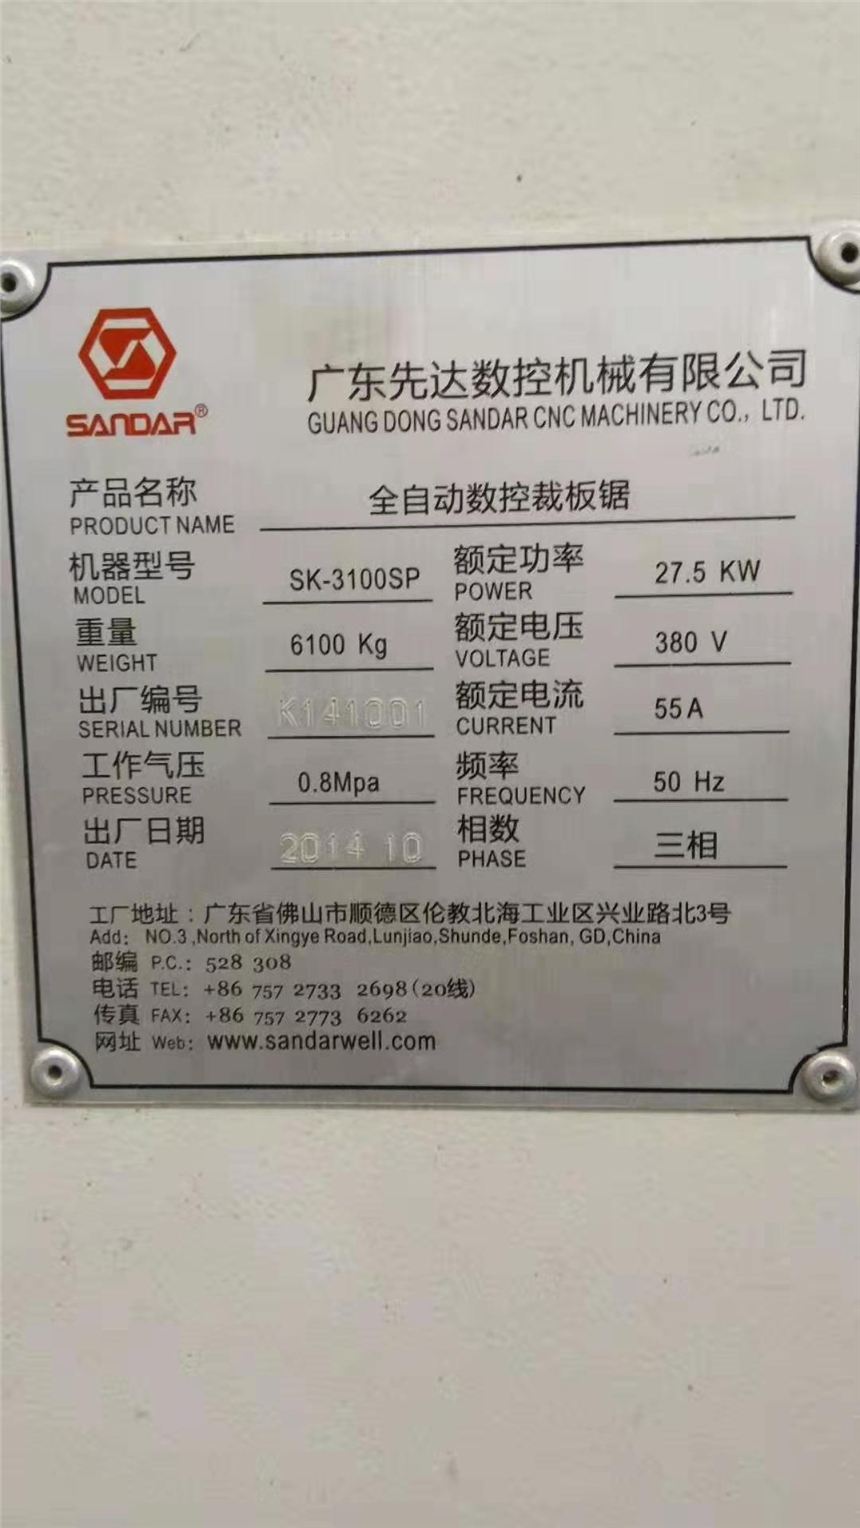 SANDAR®
广东先达数控机械有限公司
GUANG DONG SANDAR CNC MACHINERY CO., LTD.
产品名称 全自动数控裁板锯
PRODUCT NAME
机器型号 SK-3100SP 额定功率 27.5 KW
MODEL POWER
重量 6100 Kg 额定电压 380 V
WEIGHT VOLTAGE
出厂编号 K141001 额定电流 55A
SERIAL NUMBER CURRENT
工作气压 0.8Mpa 频率 50 Hz
PRESSURE FREQUENCY
出厂日期 2014 10 相数 三相
DATE PHASE
工厂地址：广东省佛山市顺德区伦教北海工业区兴业路北3号
Add: NO.3 ,North of Xingye Road,Lunjiao,Shunde,Foshan, GD,China
邮编 P.C.: 528 308
电话 TEL: +86 757 2733 2698(20线)
传真 FAX: +86 757 2773 6262
网址 Web: www.sandarwell.com